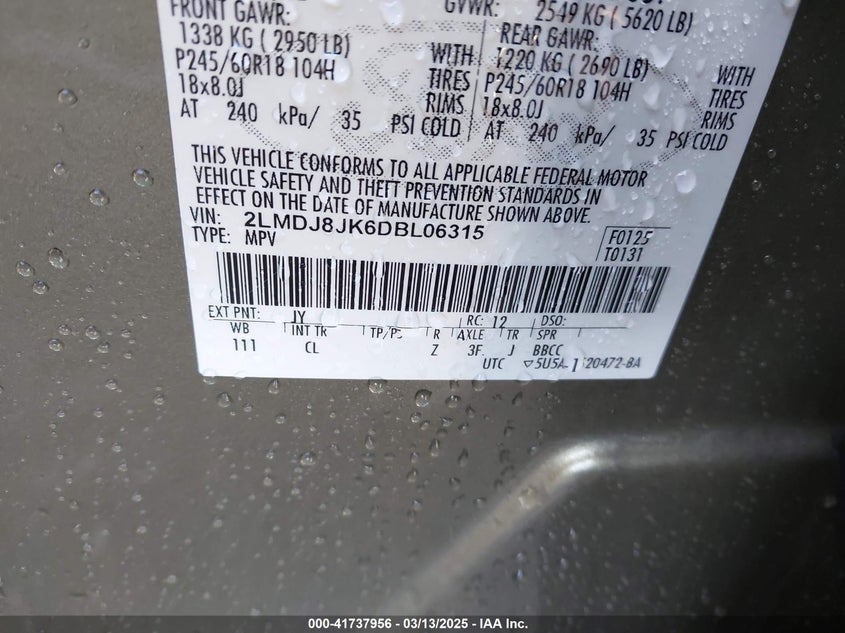 FRONT GAWR:
1338 KG ( 2950 LB)
P245/60R18 104H
18x8.0J
WITH
TIRES
RIMS
AT 240 kPa/ 35 PSI COLD
GVWR:
2549 KG ( 5620 LB)
REAR GAWR:
1220 KG ( 2690 LB)
P245/60R18 104H
18x8.0J
WITH
TIRES
RIMS
AT 240 kPa/ 35 PSI COLD
THIS VEHICLE CONFORMS TO ALL APPLICABLE FEDERAL MOTOR
VEHICLE SAFETY AND THEFT PREVENTION STANDARDS IN
EFFECT ON THE DATE OF MANUFACTURE SHOWN ABOVE.
VIN: 2LMDJ8JK6DBL06315
TYPE: MPV
F0125
T0131
EXT PNT: JY RC: 12 DSO:
WB INT TR TP/PS R AXLE TR SPR
111 CL Z 3F J BBCC
UTC
000-41737956 / 03/13/2025 - IAA Inc.